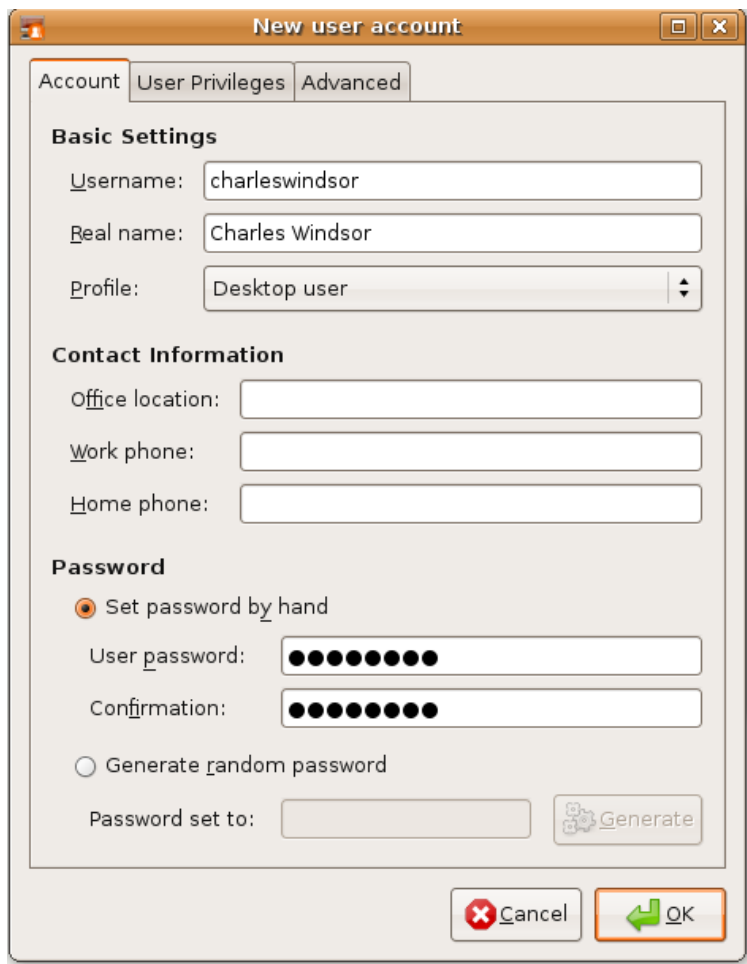 New user account
Account User Privileges Advanced
Basic Settings
Username: charleswindsor
Real name: Charles Windsor
Profile: Desktop user
Contact Information
Office location:
Work phone:
Home phone:
Password
Set password by hand
User password: ●●●●●●●●
Confirmation: ●●●●●●●●
Generate random password
Password set to: Generate
Cancel OK